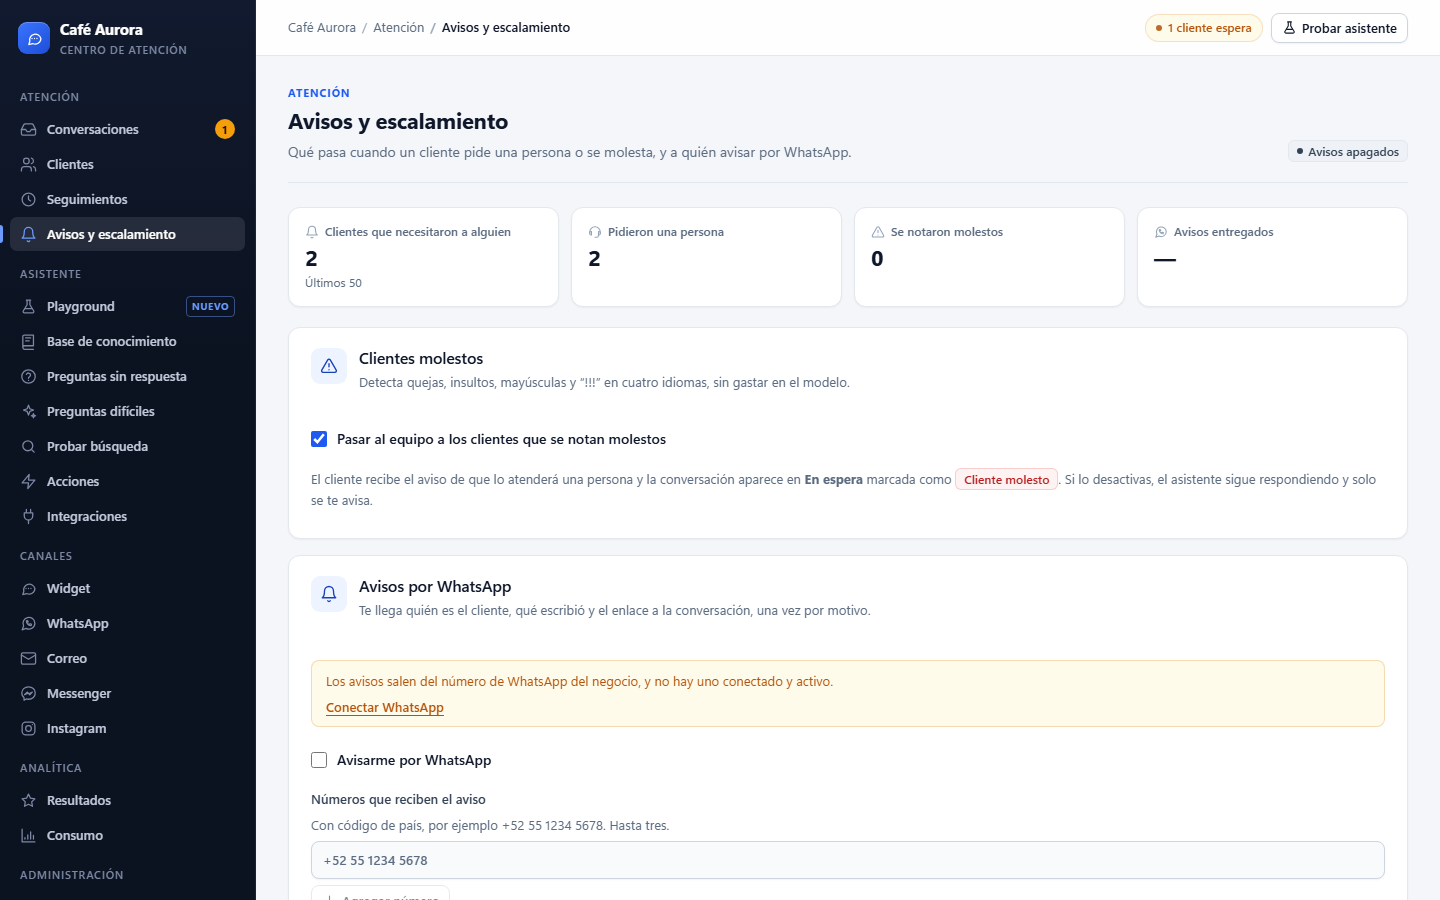 Café Aurora
CENTRO DE ATENCIÓN
ATENCIÓN
Conversaciones 1
Clientes
Seguimientos
Avisos y escalamiento
ASISTENTE
Playground NUEVO
Base de conocimiento
Preguntas sin respuesta
Preguntas difíciles
Probar búsqueda
Acciones
Integraciones
CANALES
Widget
WhatsApp
Correo
Messenger
Instagram
ANALÍTICA
Resultados
Consumo
ADMINISTRACIÓN
Café Aurora / Atención / Avisos y escalamiento
1 cliente espera
Probar asistente
ATENCIÓN
Avisos y escalamiento
Qué pasa cuando un cliente pide una persona o se molesta, y a quién avisar por WhatsApp.
Avisos apagados
Clientes que necesitaron a alguien
2
Últimos 50
Pidieron una persona
2
Se notaron molestos
0
Avisos entregados
—
Clientes molestos
Detecta quejas, insultos, mayúsculas y “!!!” en cuatro idiomas, sin gastar en el modelo.
Pasar al equipo a los clientes que se notan molestos
El cliente recibe el aviso de que lo atenderá una persona y la conversación aparece en En espera marcada como Cliente molesto. Si lo desactivas, el asistente sigue respondiendo y solo
se te avisa.
Avisos por WhatsApp
Te llega quién es el cliente, qué escribió y el enlace a la conversación, una vez por motivo.
Los avisos salen del número de WhatsApp del negocio, y no hay uno conectado y activo.
Conectar WhatsApp
Avisarme por WhatsApp
Números que reciben el aviso
Con código de país, por ejemplo +52 55 1234 5678. Hasta tres.
+52 55 1234 5678
Agregar número